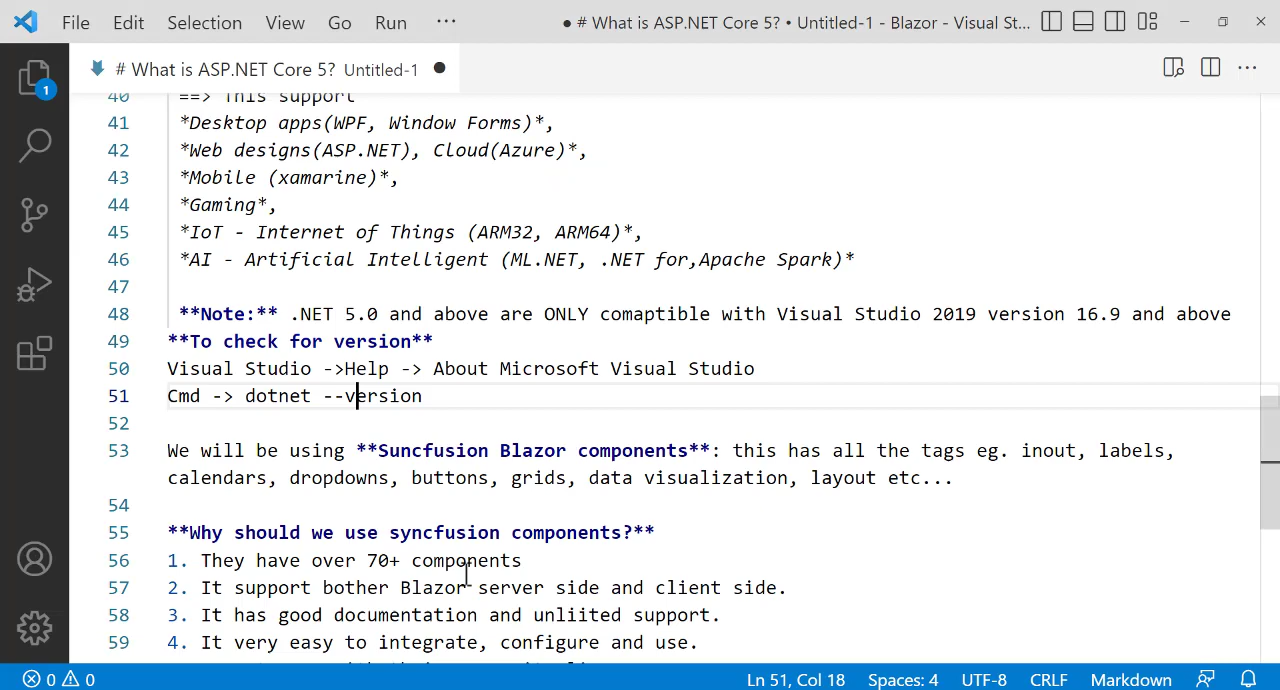 File Edit Selection View Go Run ···
● # What is ASP.NET Core 5? • Untitled-1 - Blazor - Visual St...
# What is ASP.NET Core 5? Untitled-1 ●
1
40 ==> This support
41 *Desktop apps(WPF, Window Forms)*,
42 *Web designs(ASP.NET), Cloud(Azure)*,
43 *Mobile (xamarine)*,
44 *Gaming*,
45 *IoT - Internet of Things (ARM32, ARM64)*,
46 *AI - Artificial Intelligent (ML.NET, .NET for,Apache Spark)*
47
48 **Note:** .NET 5.0 and above are ONLY comaptible with Visual Studio 2019 version 16.9 and above
49 **To check for version**
50 Visual Studio ->Help -> About Microsoft Visual Studio
51 Cmd -> dotnet --version
52
53 We will be using **Suncfusion Blazor components**: this has all the tags eg. inout, labels,
calendars, dropdowns, buttons, grids, data visualization, layout etc...
54
55 **Why should we use syncfusion components?**
56 1. They have over 70+ components
57 2. It support bother Blazor server side and client side.
58 3. It has good documentation and unliited support.
59 4. It very easy to integrate, configure and use.
0 0 Ln 51, Col 18 Spaces: 4 UTF-8 CRLF Markdown